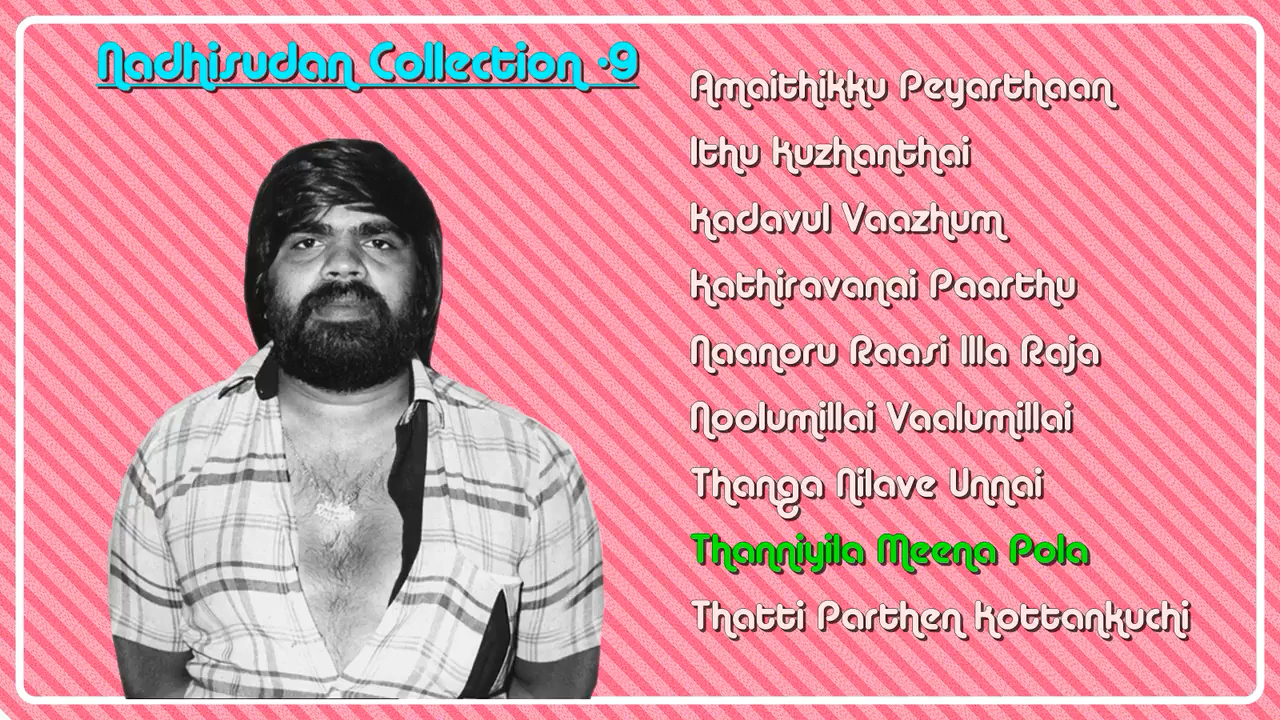 Nadhisudan Collection -9
Amaithikku Peyarthaan
Ithu Kuzhanthai
Kadavul Vaazhum
Kathiravanai Paarthu
Naanoru Raasi Illa Raja
Noolumillai Vaalumillai
Thanga Nilave Unnai
Thanniyila Meena Pola
Thatti Parthen Kottankuchi